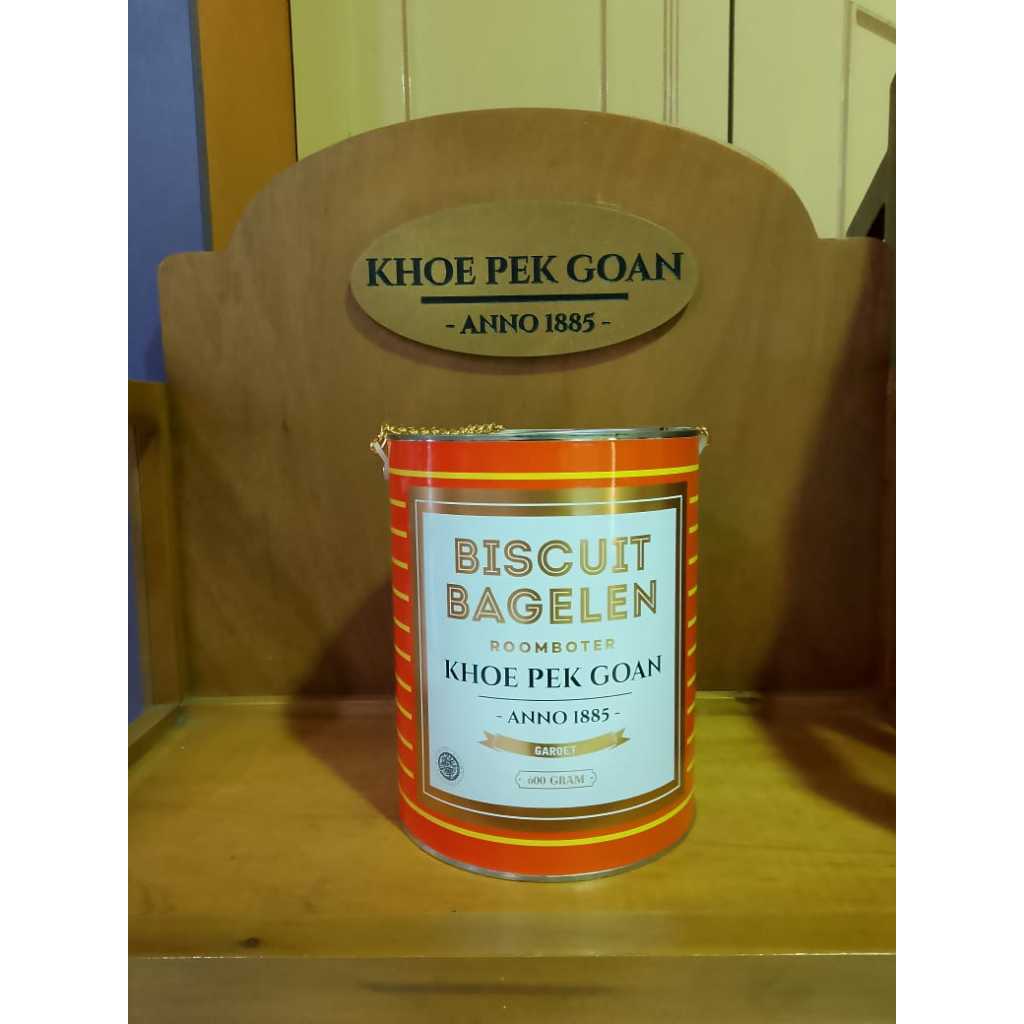 KHOE PEK GOAN
- ANNO 1885 -
BISCUIT
BAGELEN
ROOMBOTER
KHOE PEK GOAN
- ANNO 1885 -
GAROET
600 GRAM